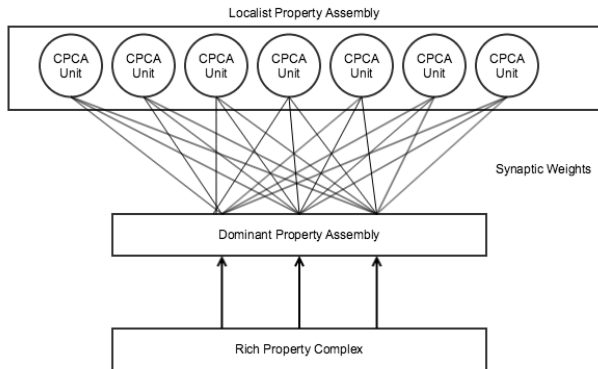 Localist Property Assembly
CPCA CPCA CPCA CPCA CPCA CPCA CPCA
Unit Unit Unit Unit Unit Unit Unit
Synaptic Weights
Dominant Property Assembly
Rich Property Complex